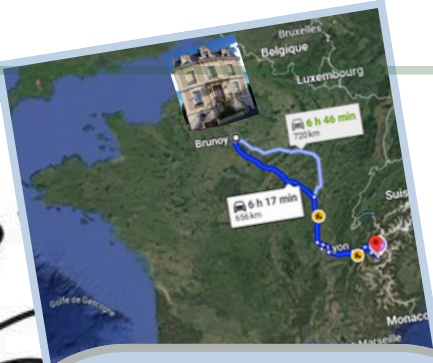 Bruxelles
Belgique
Luxembourg
6 h 46 min
720 km
Brunoy
6 h 17 min
656 km
Suis
yon
Golfe de Gascogne
Monaco
Marseille